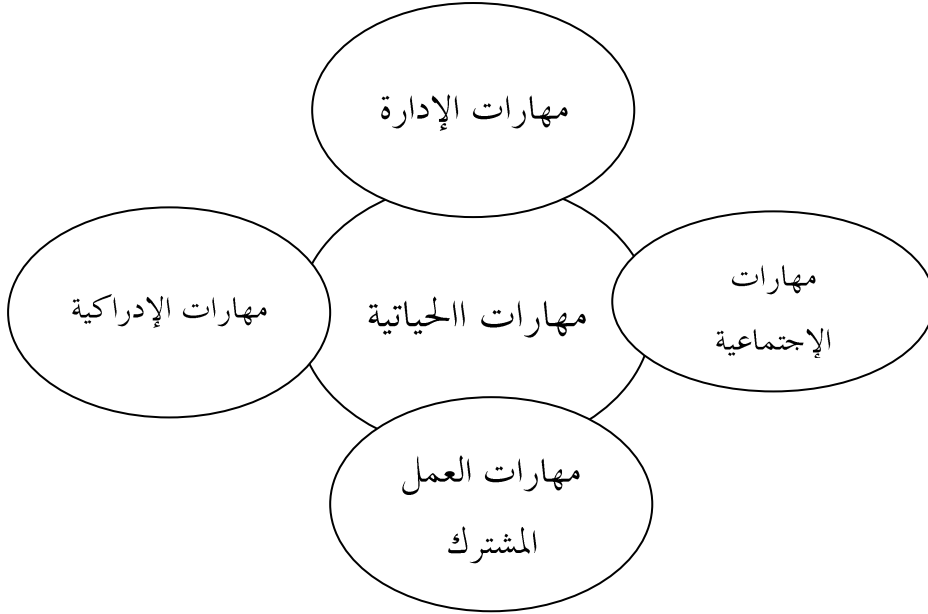 مهارات الإدارة
مهارات
الإجتماعية
مهارات االحياتية
مهارات الإدراكية
مهارات العمل
المشترك